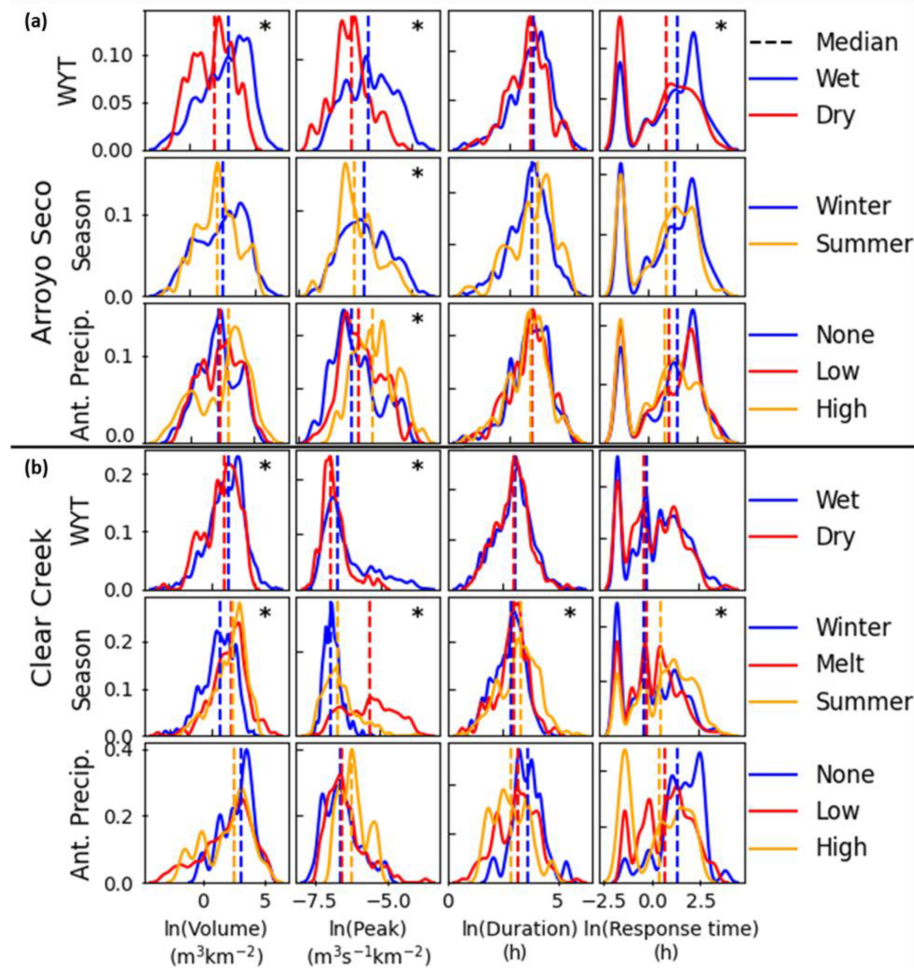 (a)
WYT
0.10
0.05
0.00
*
*
*
Median
Wet
Dry
Arroyo Seco
Season
0.1
0.0
*
Winter
Summer
Ant. Precip.
0.1
0.0
*
None
Low
High
(b)
Clear Creek
WYT
0.2
0.1
0.0
*
*
Wet
Dry
Season
0.2
0.1
0.0
*
*
*
*
Winter
Melt
Summer
Ant. Precip.
0.4
0.2
0.0
None
Low
High
0 5
−7.5 −5.0
0 5
−2.5 0.0 2.5
ln(Volume) ln(Peak) ln(Duration) ln(Response time)
(m³km⁻²) (m³s⁻¹km⁻²) (h) (h)